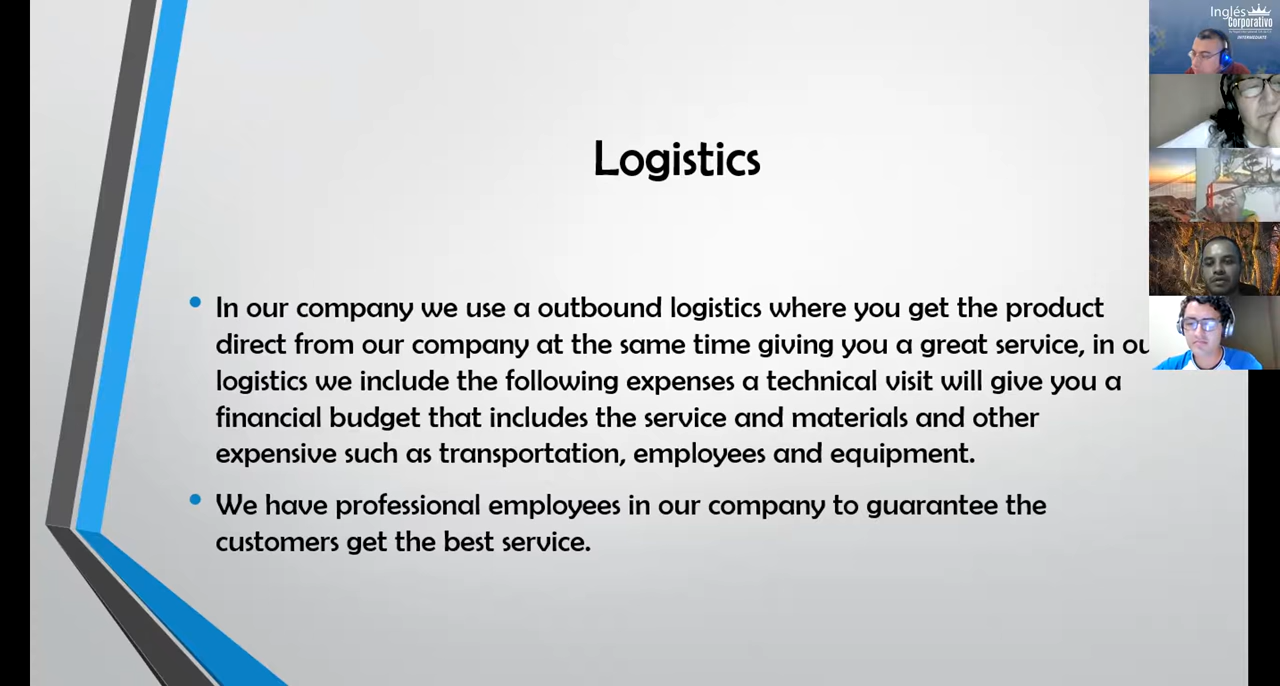 Inglés
Corporativo
INTERMEDIATE
Logistics
• In our company we use a outbound logistics where you get the product
direct from our company at the same time giving you a great service, in
logistics we include the following expenses a technical visit will give you a
financial budget that includes the service and materials and other
expensive such as transportation, employees and equipment.
• We have professional employees in our company to guarantee the
customers get the best service.